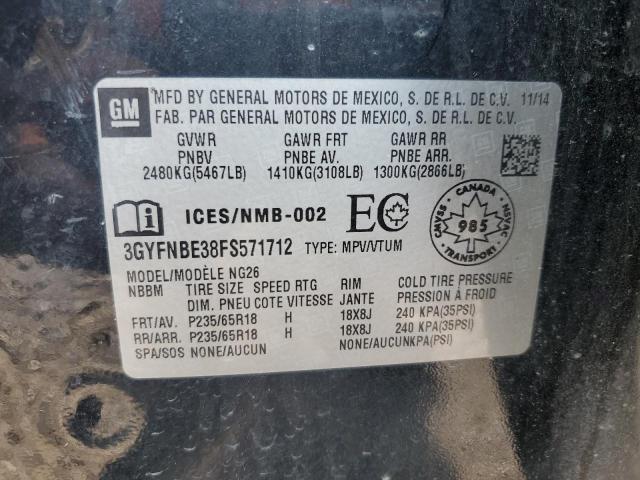 GM
MFD BY GENERAL MOTORS DE MEXICO, S. DE R.L. DE C.V. 11/14
FAB. PAR GENERAL MOTORS DE MEXICO, S. DE R.L. DE C.V.
GVWR GAWR FRT GAWR RR
PNBV PNBE AV. PNBE ARR.
2480KG(5467LB) 1410KG(3108LB) 1300KG(2866LB)
ICES/NMB-002 EC
CANADA
CMVSS 985 NSVAC
TRANSPORT
3GYFNBE38FS571712 TYPE: MPV/VTUM
MODEL/MODÈLE NG26
NBBM TIRE SIZE SPEED RTG RIM COLD TIRE PRESSURE
DIM. PNEU COTE VITESSE JANTE PRESSION À FROID
FRT/AV. P235/65R18 H 18X8J 240 KPA(35PSI)
RR/ARR. P235/65R18 H 18X8J 240 KPA(35PSI)
SPA/SOS NONE/AUCUN NONE/AUCUN KPA(PSI)